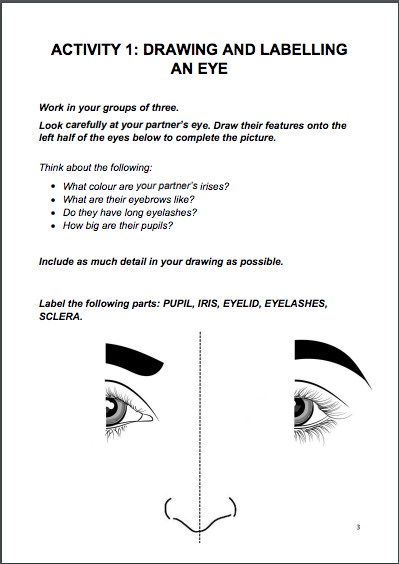 ACTIVITY 1: DRAWING AND LABELLING
AN EYE
Work in your groups of three.
Look carefully at your partner's eye. Draw their features onto the
left half of the eyes below to complete the picture.
Think about the following:
• What colour are your partner's irises?
• What are their eyebrows like?
• Do they have long eyelashes?
• How big are their pupils?
Include as much detail in your drawing as possible.
Label the following parts: PUPIL, IRIS, EYELID, EYELASHES,
SCLERA.
3